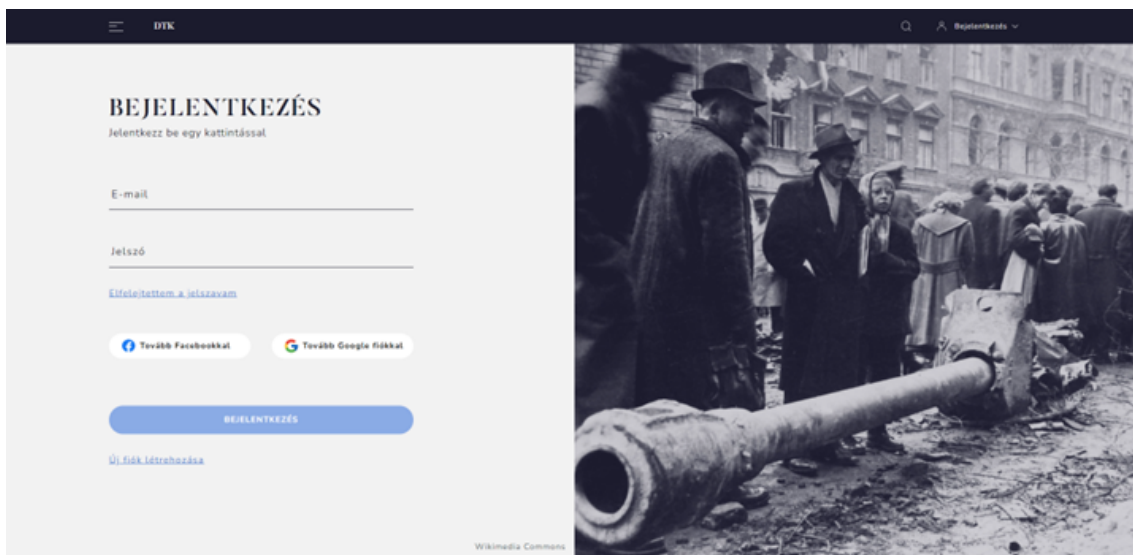 DTK
Bejelentkezés
BEJELENTKEZÉS
Jelentkezz be egy kattintással
E-mail
Jelszó
Elfelejtettem a jelszavam
Tovább Facebookkal
Tovább Google fiókkal
BEJELENTKEZÉS
Új fiók létrehozása
Wikimedia Commons